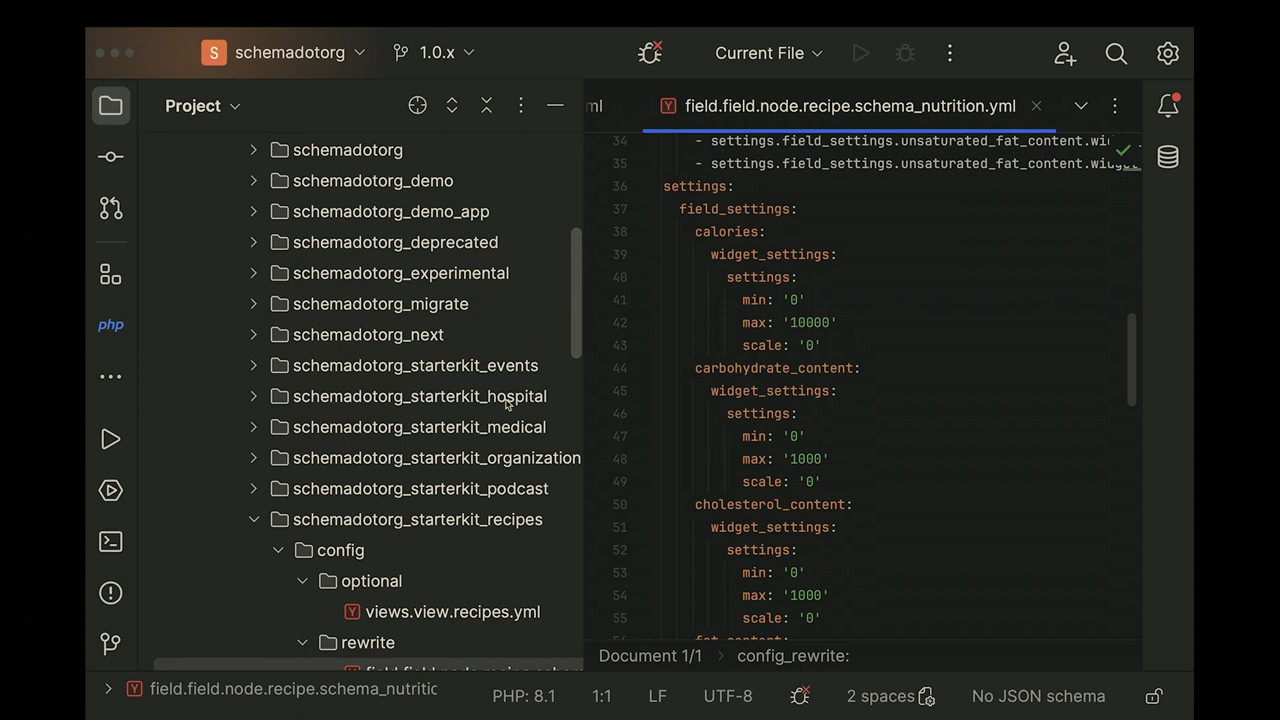 S schemadotorg 1.0.x Current File
Project
schemadotorg
schemadotorg_demo
schemadotorg_demo_app
schemadotorg_deprecated
schemadotorg_experimental
schemadotorg_migrate
schemadotorg_next
schemadotorg_starterkit_events
schemadotorg_starterkit_hospital
schemadotorg_starterkit_medical
schemadotorg_starterkit_organization
schemadotorg_starterkit_podcast
schemadotorg_starterkit_recipes
config
optional
Y views.view.recipes.yml
rewrite
php
ml Y field.field.node.recipe.schema_nutrition.yml
34 - settings.field_settings.unsaturated_fat_content.wi
35 - settings.field_settings.unsaturated_fat_content.widget_
36 settings:
37 field_settings:
38 calories:
39 widget_settings:
40 settings:
41 min: '0'
42 max: '10000'
43 scale: '0'
44 carbohydrate_content:
45 widget_settings:
46 settings:
47 min: '0'
48 max: '1000'
49 scale: '0'
50 cholesterol_content:
51 widget_settings:
52 settings:
53 min: '0'
54 max: '1000'
55 scale: '0'
Document 1/1 config_rewrite:
Y field.field.node.recipe.schema_nutritic PHP: 8.1 1:1 LF UTF-8 2 spaces No JSON schema